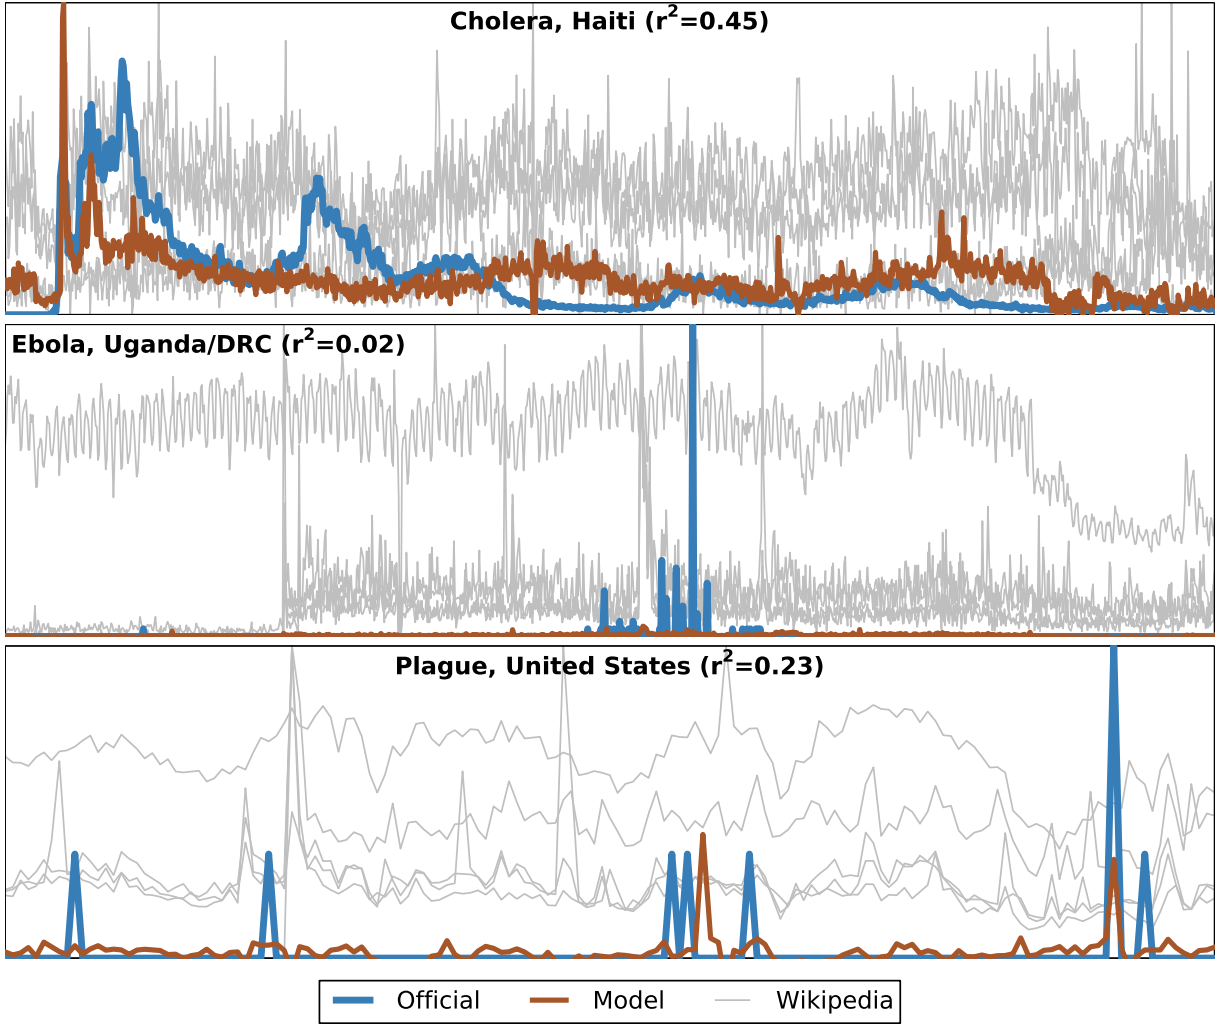 Cholera, Haiti (r²=0.45)
Ebola, Uganda/DRC (r²=0.02)
Plague, United States (r²=0.23)
Official Model Wikipedia